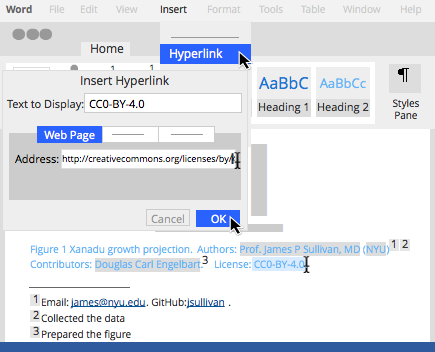 Word File Edit View Insert Format Tools Table Window Help
Home
Hyperlink
Insert Hyperlink
Text to Display: CC0-BY-4.0
AaBbC AaBbCc ¶
Heading 1 Heading 2 Styles
Pane
Web Page
Address: http://creativecommons.org/licenses/by/
Cancel OK
Figure 1 Xanadu growth projection. Authors: Prof. James P Sullivan, MD (NYU) 1 2
Contributors: Douglas Carl Engelbart. 3 License: CC0-BY-4.0
1 Email: james@nyu.edu. GitHub:jsullivan .
2 Collected the data
3 Prepared the figure